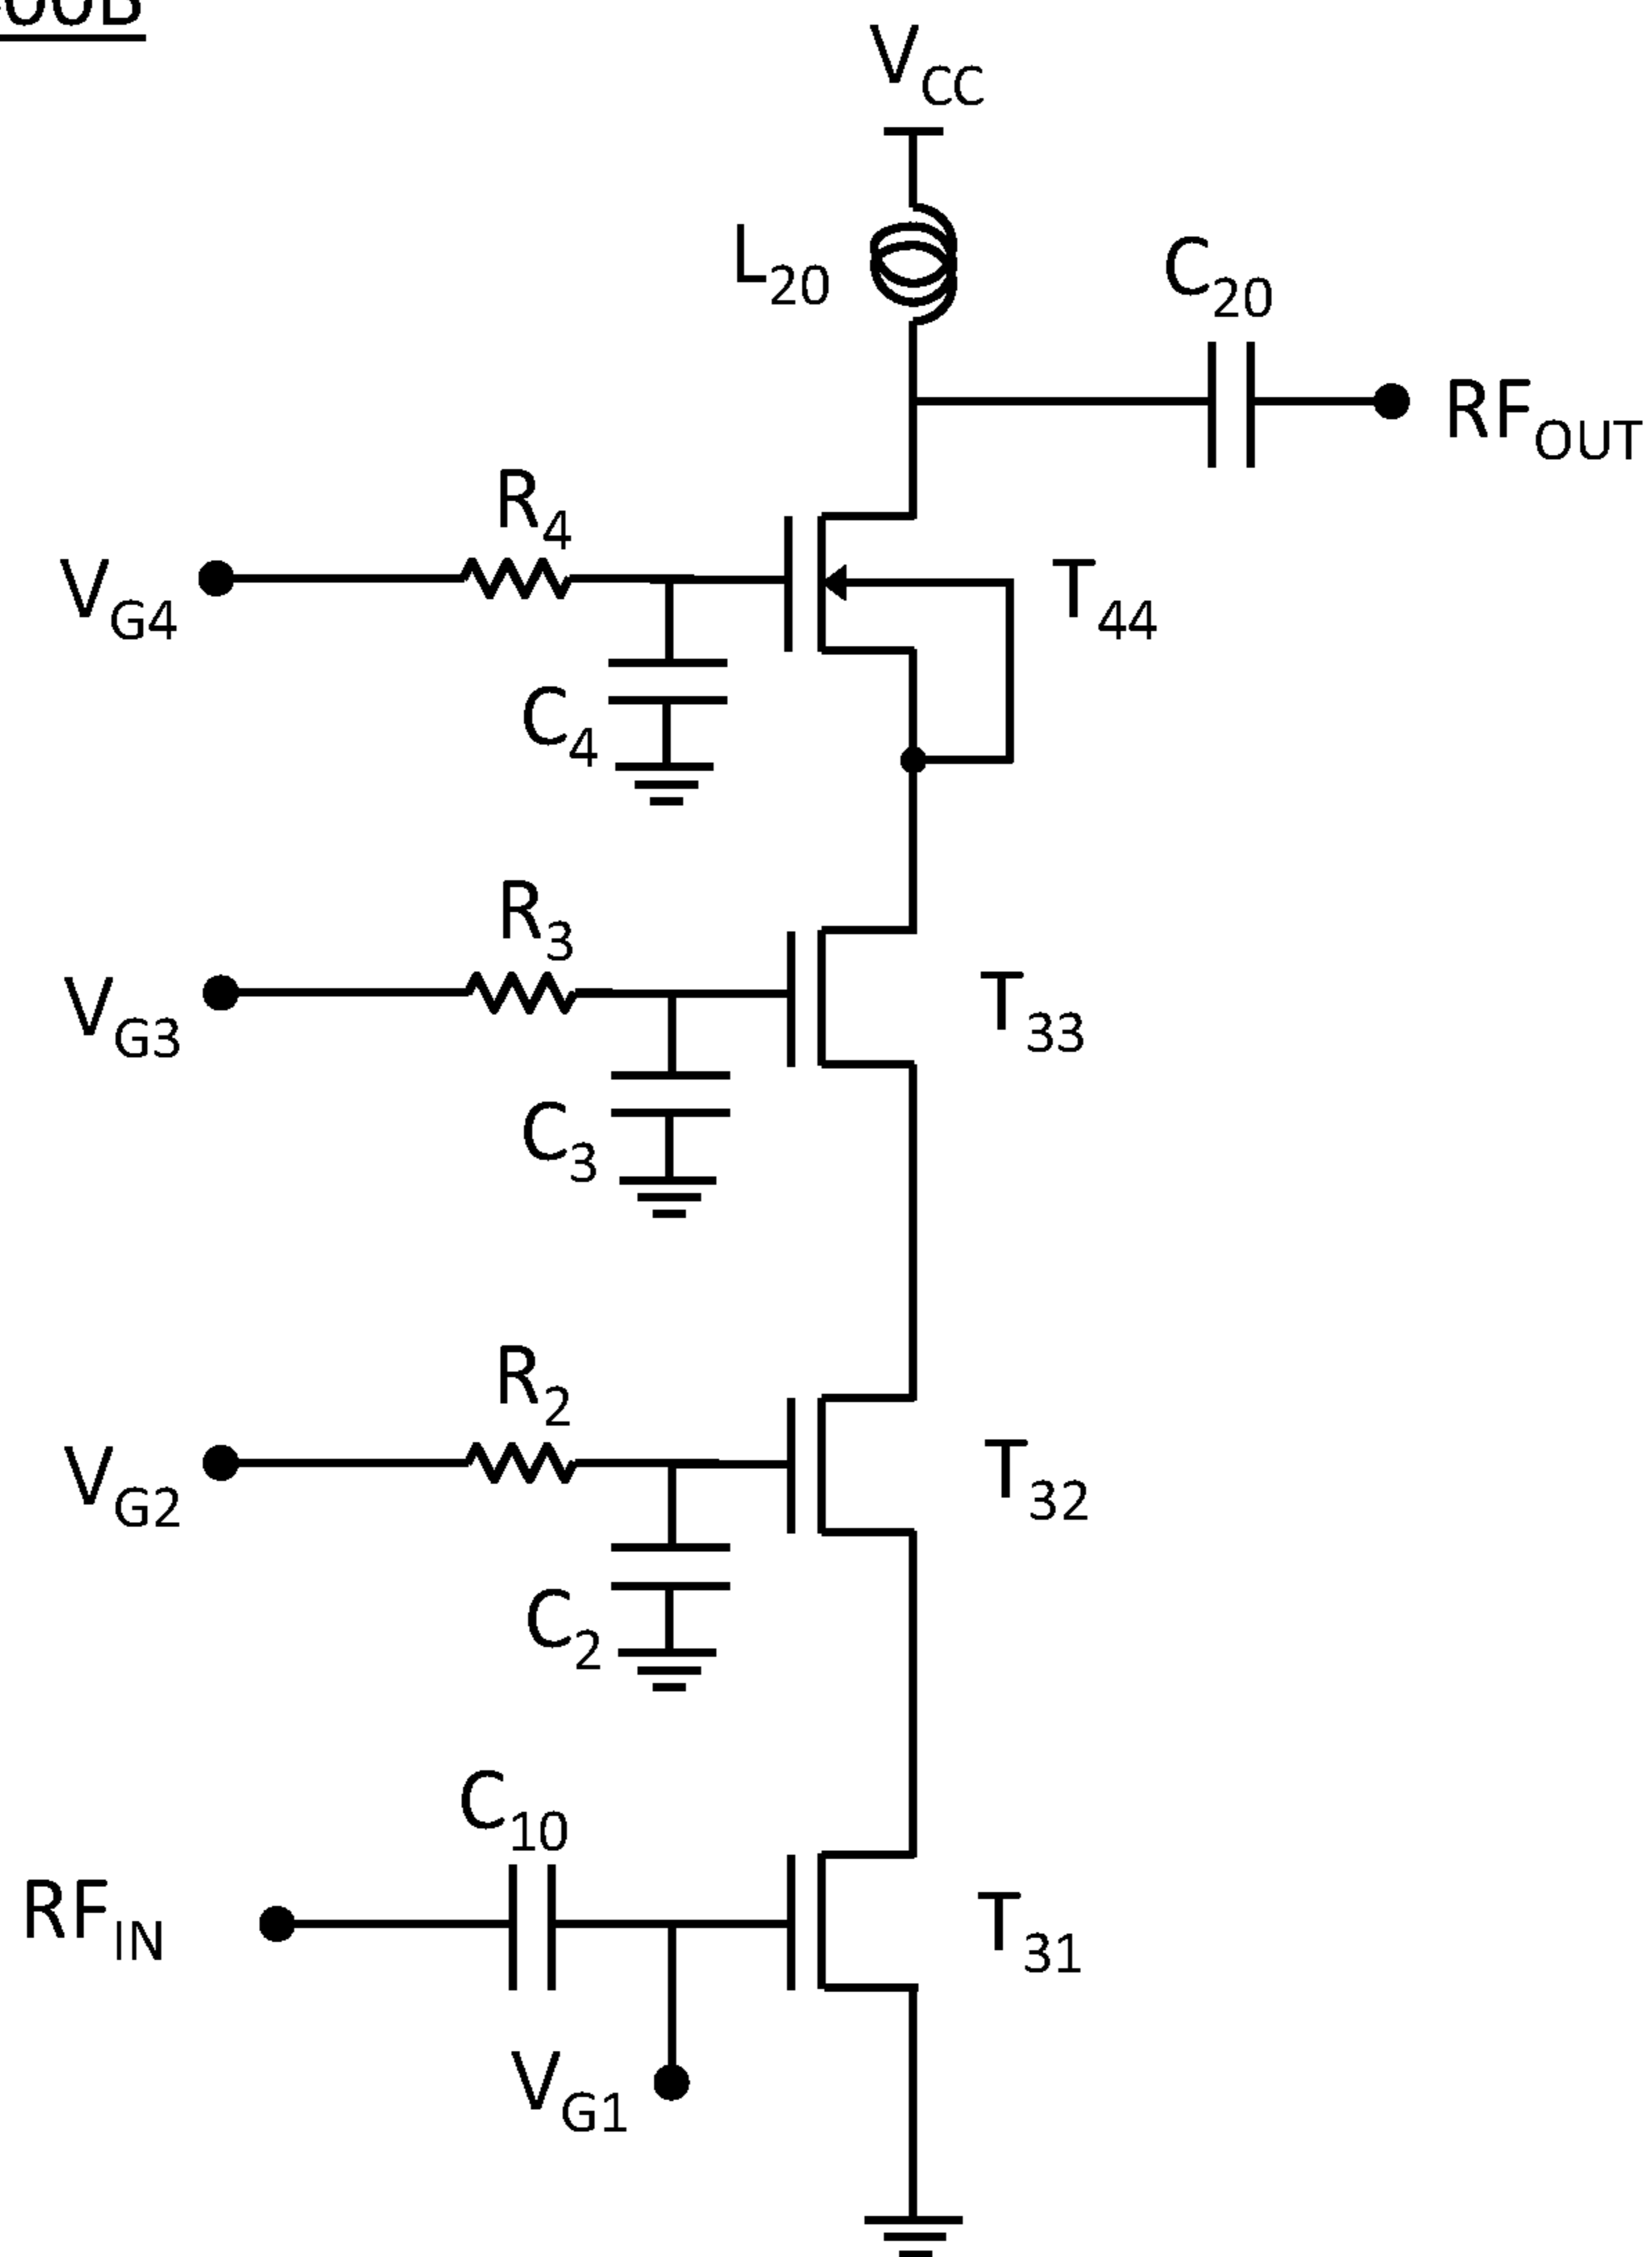 V_CC
L_20
C_20
RF_OUT
R_4
V_G4
T_44
C_4
R_3
V_G3
T_33
C_3
R_2
V_G2
T_32
C_2
C_10
RF_IN
T_31
V_G1